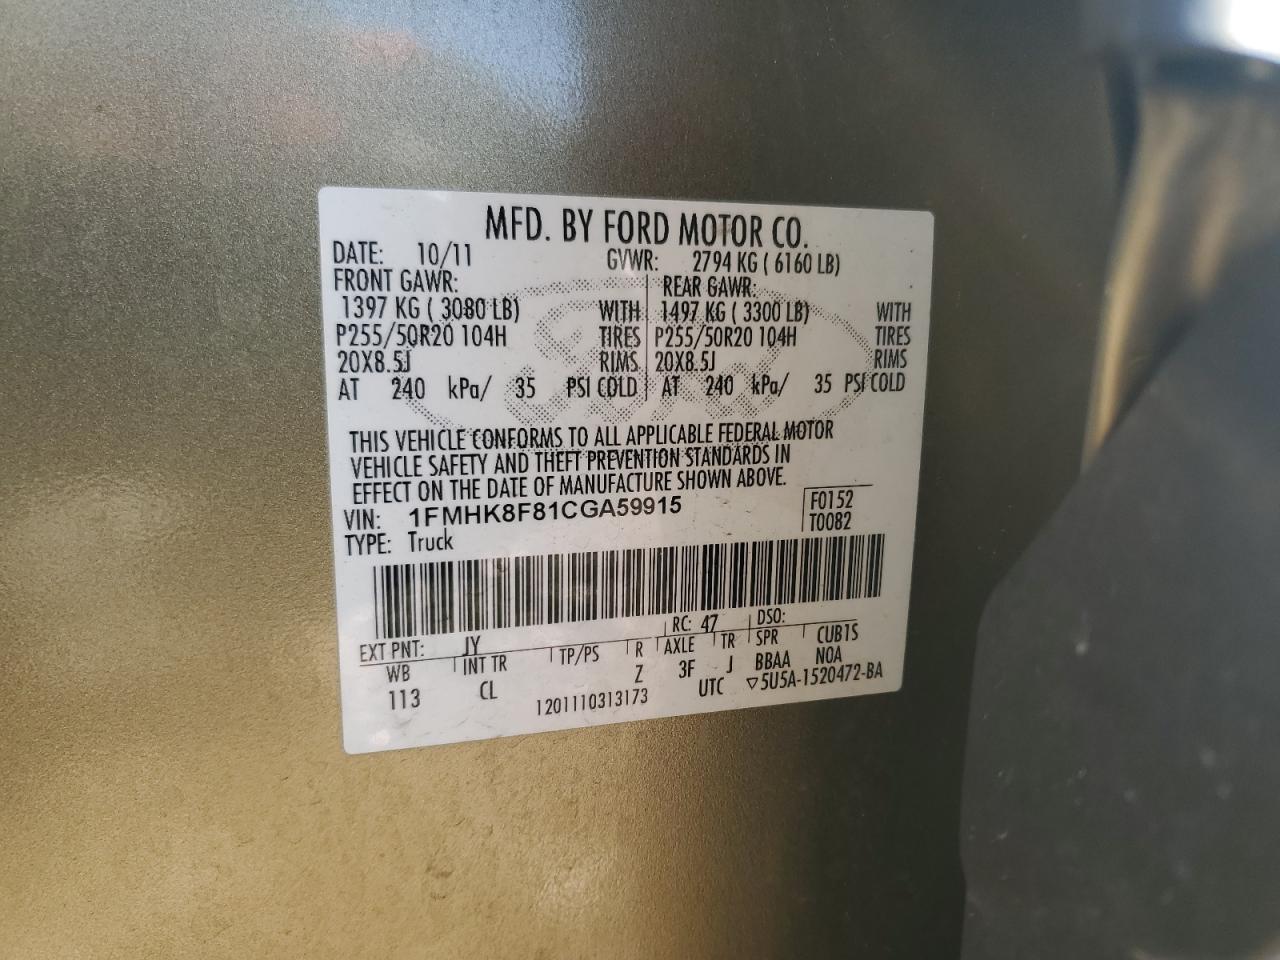 MFD. BY FORD MOTOR CO.
DATE: 10/11 GVWR: 2794 KG ( 6160 LB)
FRONT GAWR: REAR GAWR:
1397 KG ( 3080 LB) WITH 1497 KG ( 3300 LB) WITH
P255/50R20 104H TIRES P255/50R20 104H TIRES
20X8.5J RIMS 20X8.5J RIMS
AT 240 kPa/ 35 PSI COLD AT 240 kPa/ 35 PSI COLD
THIS VEHICLE CONFORMS TO ALL APPLICABLE FEDERAL MOTOR
VEHICLE SAFETY AND THEFT PREVENTION STANDARDS IN
EFFECT ON THE DATE OF MANUFACTURE SHOWN ABOVE.
VIN: 1FMHK8F81CGA59915 F0152
TYPE: Truck T0082
EXT PNT: JY RC: 47 DSO:
WB INT TR TP/PS R AXLE TR SPR CUB1S
113 CL Z 3F J BBAA NOA
1201110313173 UTC ▽5U5A-1520472-BA